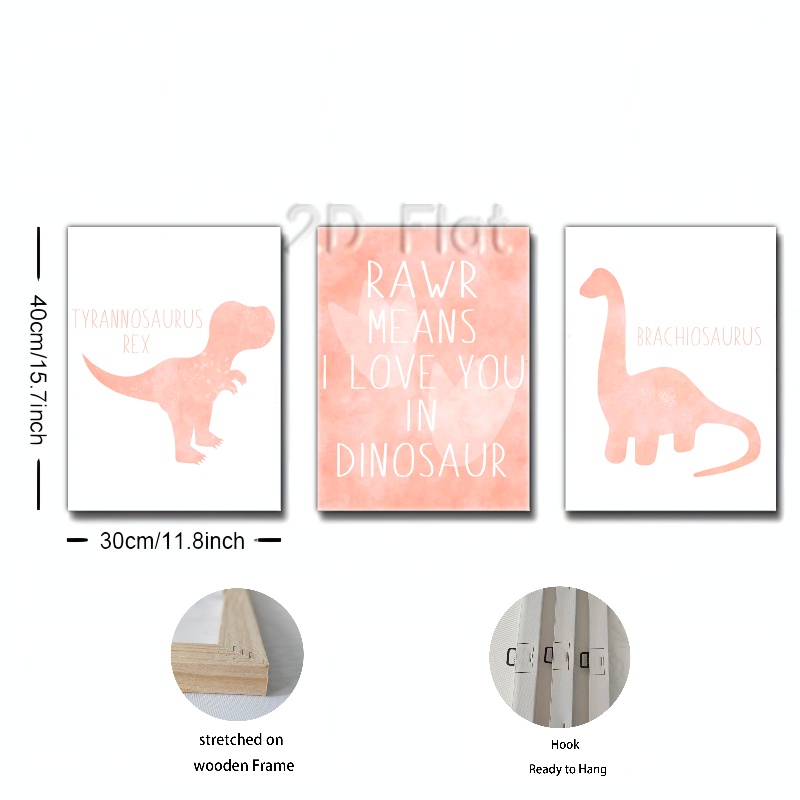 2D Flat
TYRANNOSAURUS
REX
RAWR
MEANS
I LOVE YOU
IN
DINOSAUR
BRACHIOSAURUS
40cm/15.7inch
30cm/11.8inch
stretched on
wooden Frame
Hook
Ready to Hang